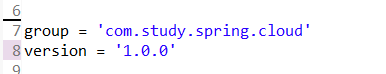 6
7 group = 'com.study.spring.cloud'
8 version = '1.0.0'
9